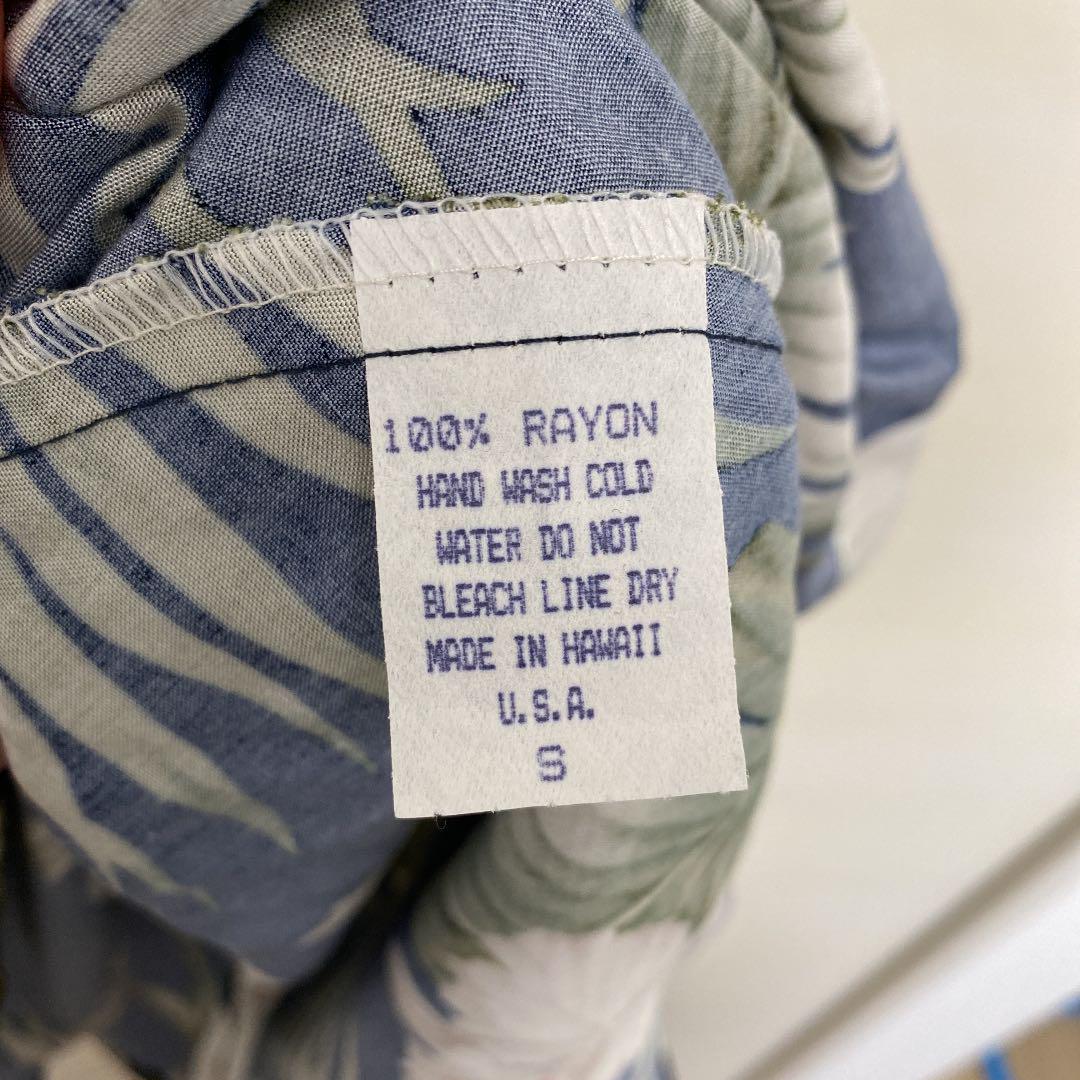 100% RAYON
HAND WASH COLD
WATER DO NOT
BLEACH LINE DRY
MADE IN HAWAII
U.S.A.
S